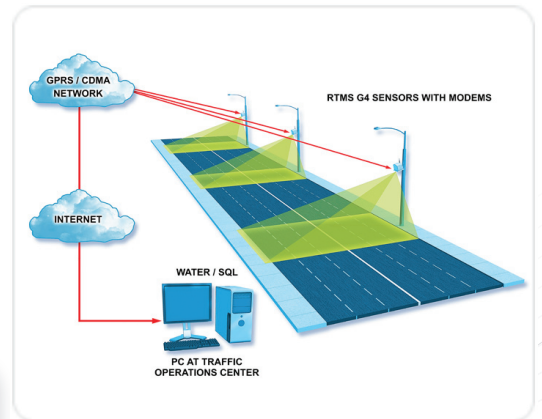 GPRS / CDMA
NETWORK
RTMS G4 SENSORS WITH MODEMS
INTERNET
WATER / SQL
PC AT TRAFFIC
OPERATIONS CENTER